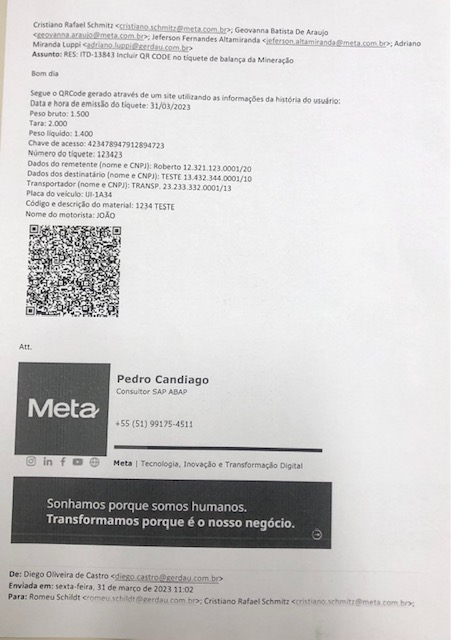 Cristiano Rafael Schmitz <cristiano.schmitz@meta.com.br>; Geovanna Batista De Araujo
<geovanna.araujo@meta.com.br>; Jeferson Fernandes Altamiranda <jeferson.altamiranda@meta.com.br>; Adriano
Miranda Luppi <adriano.luppi@gerdau.com.br>
Assunto: RES: ITD-13843 Incluir QR CODE no tíquete de balança da Mineração
Bom dia
Segue o QRCode gerado através de um site utilizando as informações da história do usuário:
Data e hora de emissão do tíquete: 31/03/2023
Peso bruto: 1.500
Tara: 2.000
Peso líquido: 1.400
Chave de acesso: 423478947912894723
Número do tíquete: 123423
Dados do remetente (nome e CNPJ): Roberto 12.321.123.0001/20
Dados do destinatário (nome e CNPJ): TESTE 13.432.344.0001/10
Transportador (nome e CNPJ): TRANSP. 23.233.332.0001/13
Placa do veículo: IJI-1A34
Código e descrição do material: 1234 TESTE
Nome do motorista: JOÃO
Att.
Meta
Pedro Candiago
Consultor SAP ABAP
+55 (51) 99175-4511
Meta | Tecnologia, Inovação e Transformação Digital
Sonhamos porque somos humanos.
Transformamos porque é o nosso negócio.
De: Diego Oliveira de Castro <diego.castro@gerdau.com.br>
Enviada em: sexta-feira, 31 de março de 2023 11:02
Para: Romeu Schildt <romeu.schildt@gerdau.com.br>; Cristiano Rafael Schmitz <cristiano.schmitz@meta.com.br>;